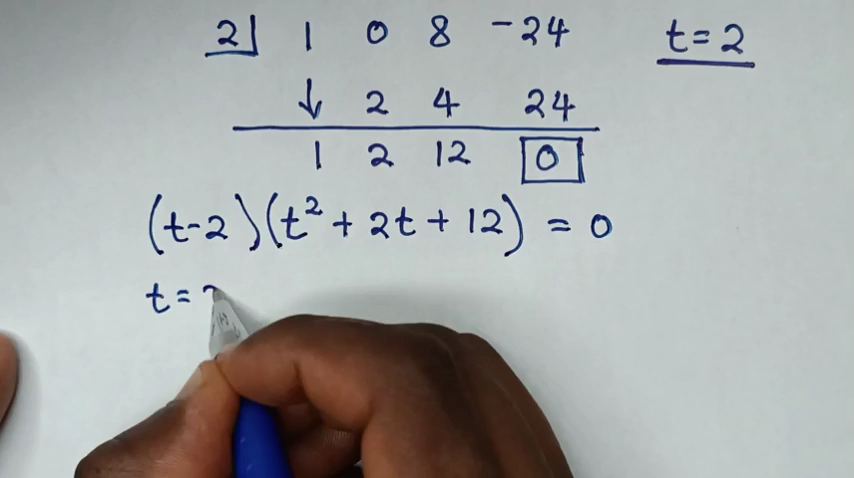 2 1 0 8 -24 t=2
↓ 2 4 24
1 2 12 0
(t-2)(t² + 2t + 12) = 0
t =